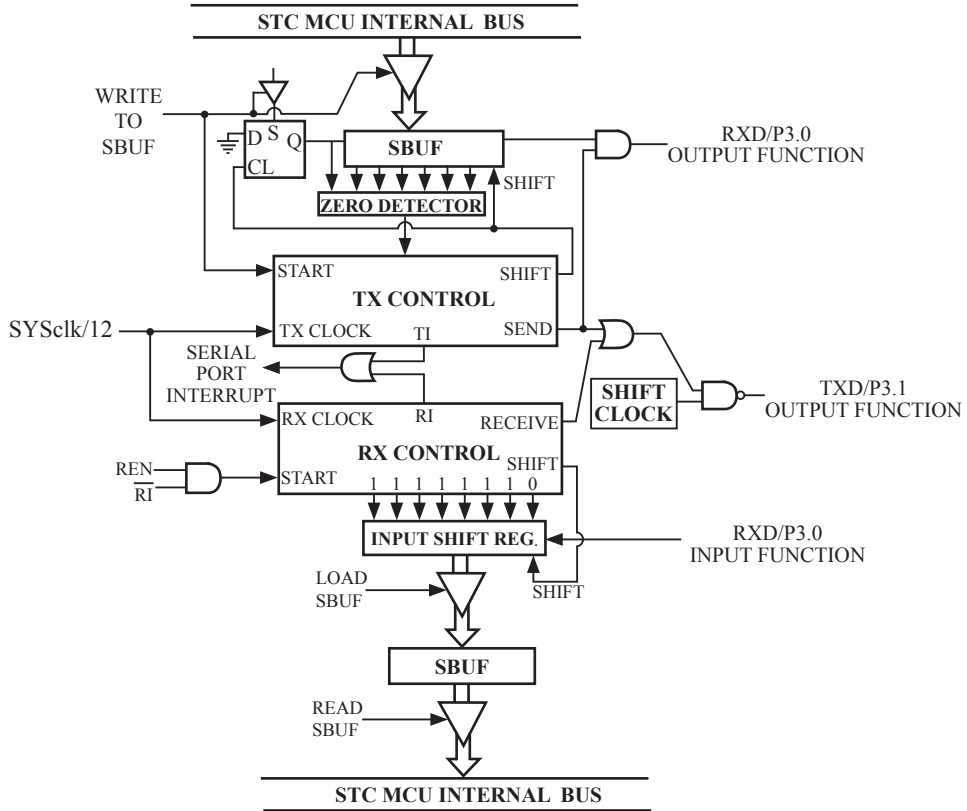 STC MCU INTERNAL BUS
WRITE
TO
SBUF
D S Q
CL
SBUF
SHIFT
ZERO DETECTOR
RXD/P3.0
OUTPUT FUNCTION
START
SHIFT
TX CONTROL
SYSclk/12
TX CLOCK
TI
SEND
SERIAL
PORT
INTERRUPT
SHIFT
CLOCK
TXD/P3.1
OUTPUT FUNCTION
RX CLOCK
RI
RECEIVE
RX CONTROL
SHIFT
REN
RI
START
1 1 1 1 1 1 1 0
INPUT SHIFT REG.
RXD/P3.0
INPUT FUNCTION
LOAD
SBUF
SHIFT
SBUF
READ
SBUF
STC MCU INTERNAL BUS